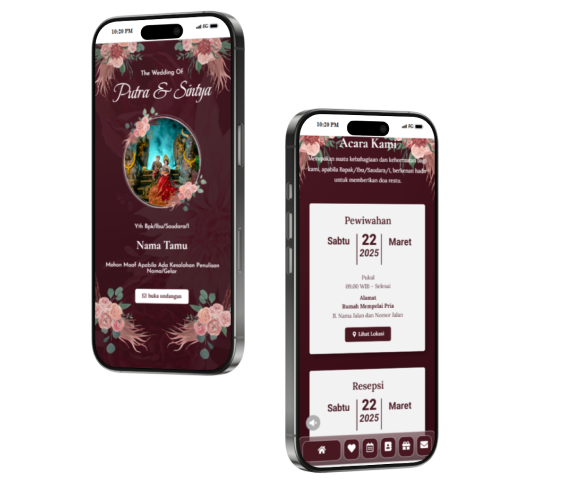 10:20 PM
5G
The Wedding Of
Putra & Sintya
Yth Bpk/Ibu/Saudara/I
Nama Tamu
Mohon Maaf Apabila Ada Kesalahan Penulisan
Nama/Gelar
buka undangan
10:20 PM
5G
Acara Kami
Merupakan suatu kebahagiaan dan kehormatan bagi
kami, apabila Bapak/Ibu/Saudara/i, berkenan hadir
untuk memberikan doa restu.
Pewiwahan
Sabtu 22 Maret
2025
Pukul
09.00 WIB - Selesai
Alamat
Rumah Mempelai Pria
Jl. Nama Jalan dan Nomor Jalan
Lihat Lokasi
Resepsi
Sabtu 22 Maret
2025